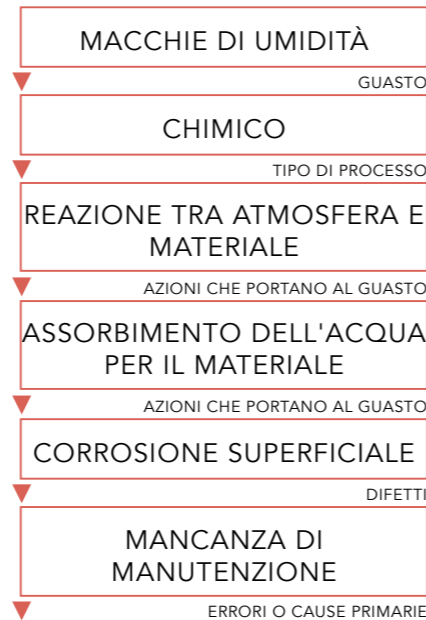 MACCHIE DI UMIDITÀ
GUASTO
CHIMICO
TIPO DI PROCESSO
REAZIONE TRA ATMOSFERA E
MATERIALE
AZIONI CHE PORTANO AL GUASTO
ASSORBIMENTO DELL'ACQUA
PER IL MATERIALE
AZIONI CHE PORTANO AL GUASTO
CORROSIONE SUPERFICIALE
DIFETTI
MANCANZA DI
MANUTENZIONE
ERRORI O CAUSE PRIMARIE